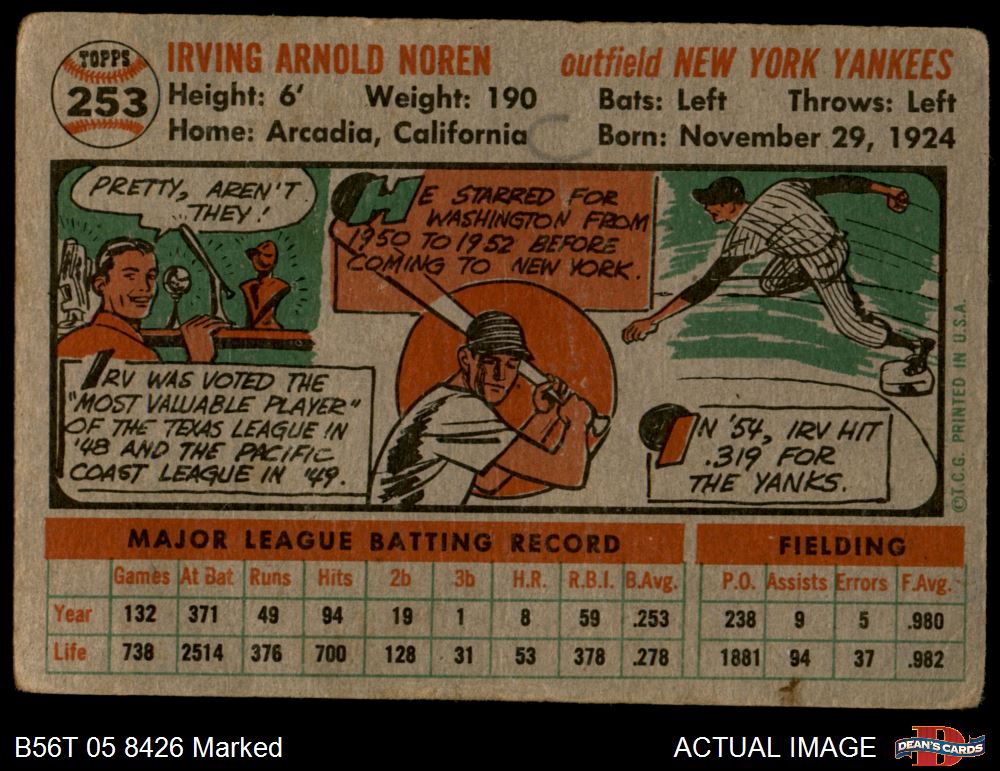 TOPPS
253
IRVING ARNOLD NOREN outfield NEW YORK YANKEES
Height: 6' Weight: 190 Bats: Left Throws: Left
Home: Arcadia, California Born: November 29, 1924
C
PRETTY, AREN'T
THEY!
IRV WAS VOTED THE
"MOST VALUABLE PLAYER"
OF THE TEXAS LEAGUE IN
'48 AND THE PACIFIC
COAST LEAGUE IN '49.
HE STARRED FOR
WASHINGTON FROM
1950 TO 1952 BEFORE
COMING TO NEW YORK.
IN '54, IRV HIT
.319 FOR
THE YANKS.
©T.C.G. PRINTED IN U.S.A.
MAJOR LEAGUE BATTING RECORD FIELDING
Games At Bat Runs Hits 2b 3b H.R. R.B.I. B.Avg. P.O. Assists Errors F.Avg.
Year 132 371 49 94 19 1 8 59 .253 238 9 5 .980
Life 738 2514 376 700 128 31 53 378 .278 1881 94 37 .982
B56T 05 8426 Marked ACTUAL IMAGE DEAN'S CARDS